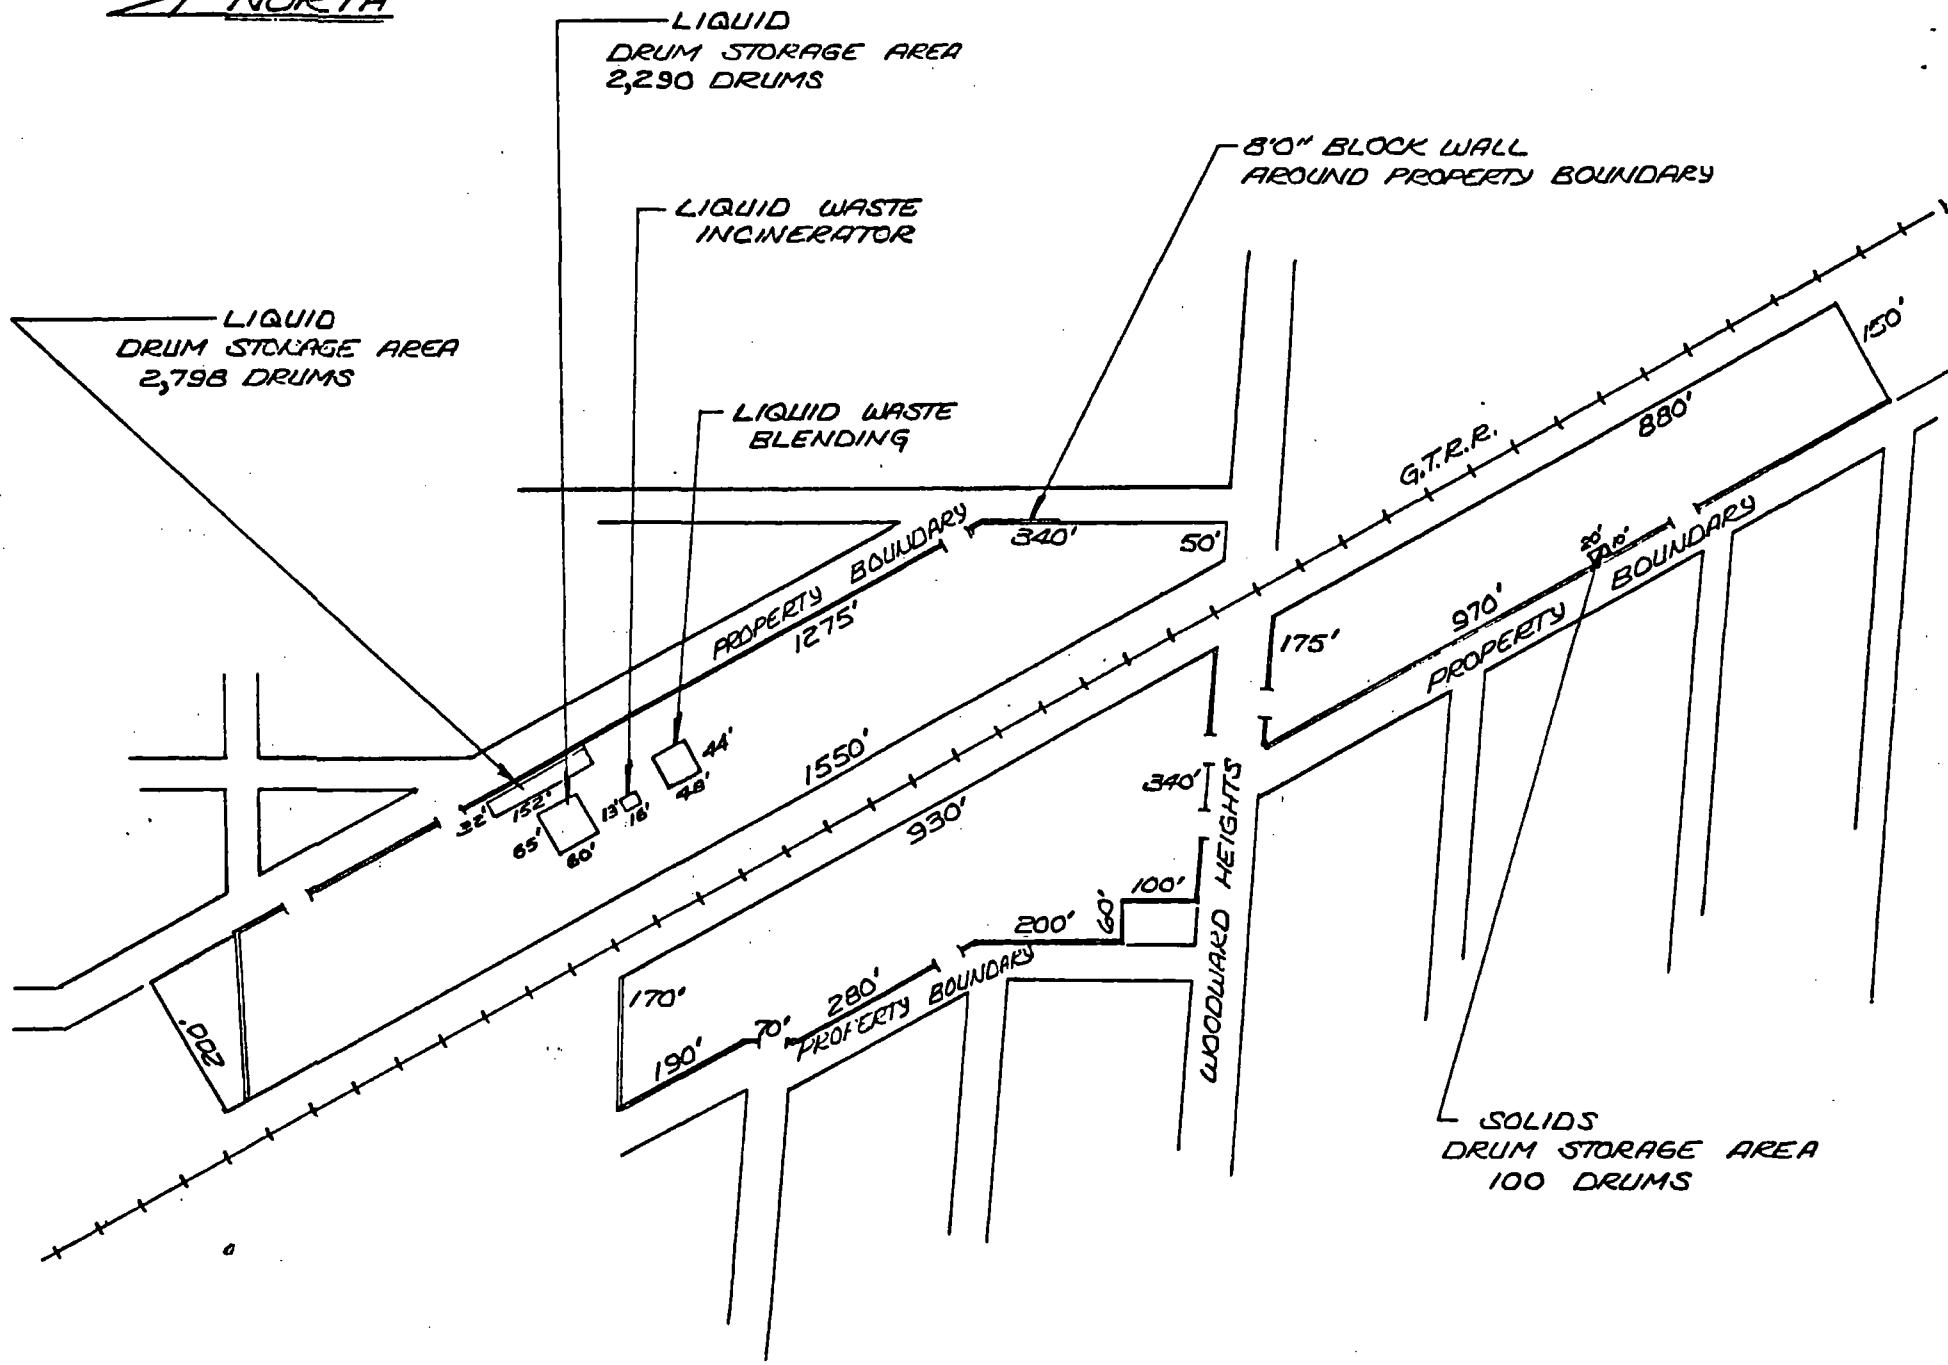 NORTH
LIQUID
DRUM STORAGE AREA
2,290 DRUMS
8'0" BLOCK WALL
AROUND PROPERTY BOUNDARY
LIQUID WASTE
INCINERATOR
LIQUID
DRUM STORAGE AREA
2,798 DRUMS
LIQUID WASTE
BLENDING
150'
880'
G.T.R.R.
PROPERTY BOUNDARY
340'
50'
1275'
20'
10'
970'
PROPERTY BOUNDARY
175'
44'
48'
1550'
32'
152'
13'
16'
65'
60'
930'
340'
WOODWARD HEIGHTS
100'
60'
200'
280'
PROPERTY BOUNDARY
170'
70'
190'
200'
SOLIDS
DRUM STORAGE AREA
100 DRUMS